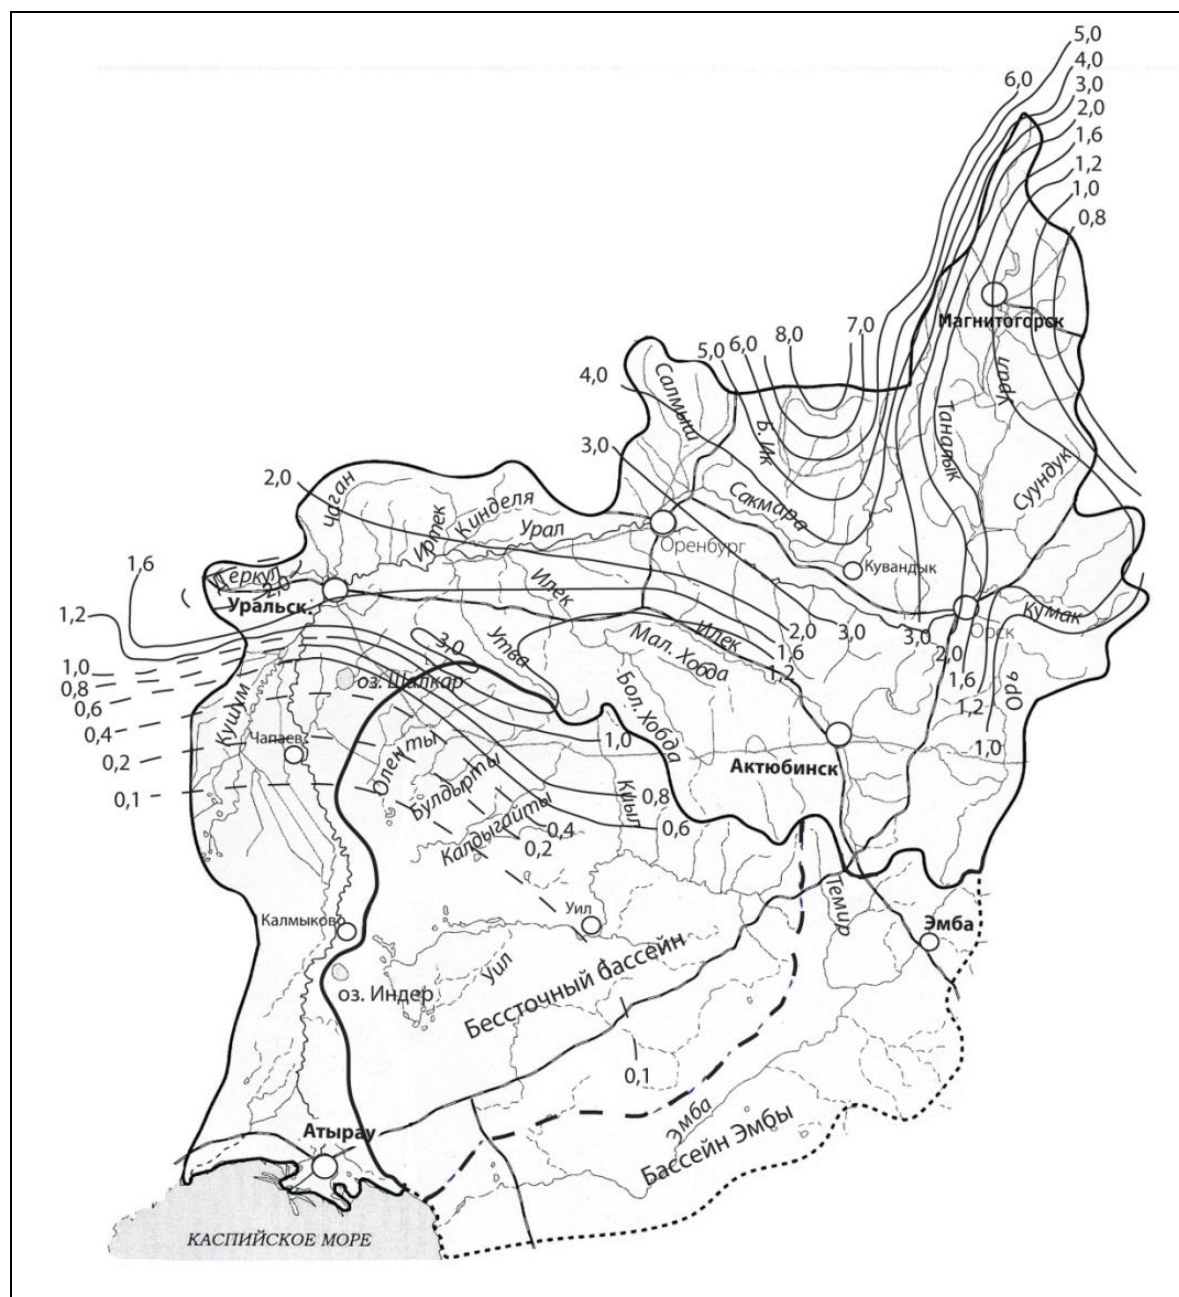 5,0
4,0
6,0
3,0
2,0
1,6
1,2
1,0
0,8
Магнитогорск
Урал
7,0
8,0
6,0
5,0
4,0
Салмыш
Б. Ик
Таналык
Суундук
3,0
2,0
Чаган
Иртек
Кинделя
Урал
Сакмара
Оренбург
Кувандык
1,6
Деркул
2,0
Уральск.
Илек
1,2
Утва
3,0
Мал. Хобда
Илек
2,0
1,6
1,2
3,0
3,0
Орск
Кумак
2,0
1,6
1,2
1,0
Орь
1,0
0,8
0,6
0,4
0,2
0,1
Кушум
оз. Шалкар
Чапаев
Оленты
Булдырты
Калдыгайты
Бол. Хобда
Киыл
1,0
0,8
0,6
0,4
0,2
Актюбинск
Темир
Эмба
Калмыково
Уил
Уил
оз. Индер
Бессточный бассейн
0,1
Эмба
Бассейн Эмбы
Атырау
КАСПИЙСКОЕ МОРЕ